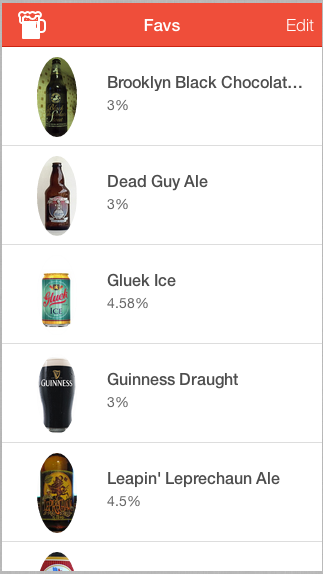 Favs
Edit
Brooklyn Black Chocolat...
3%
Dead Guy Ale
3%
Gluek Ice
4.58%
Gluek
ICE
Guinness Draught
3%
GUINNESS
Leapin' Leprechaun Ale
4.5%